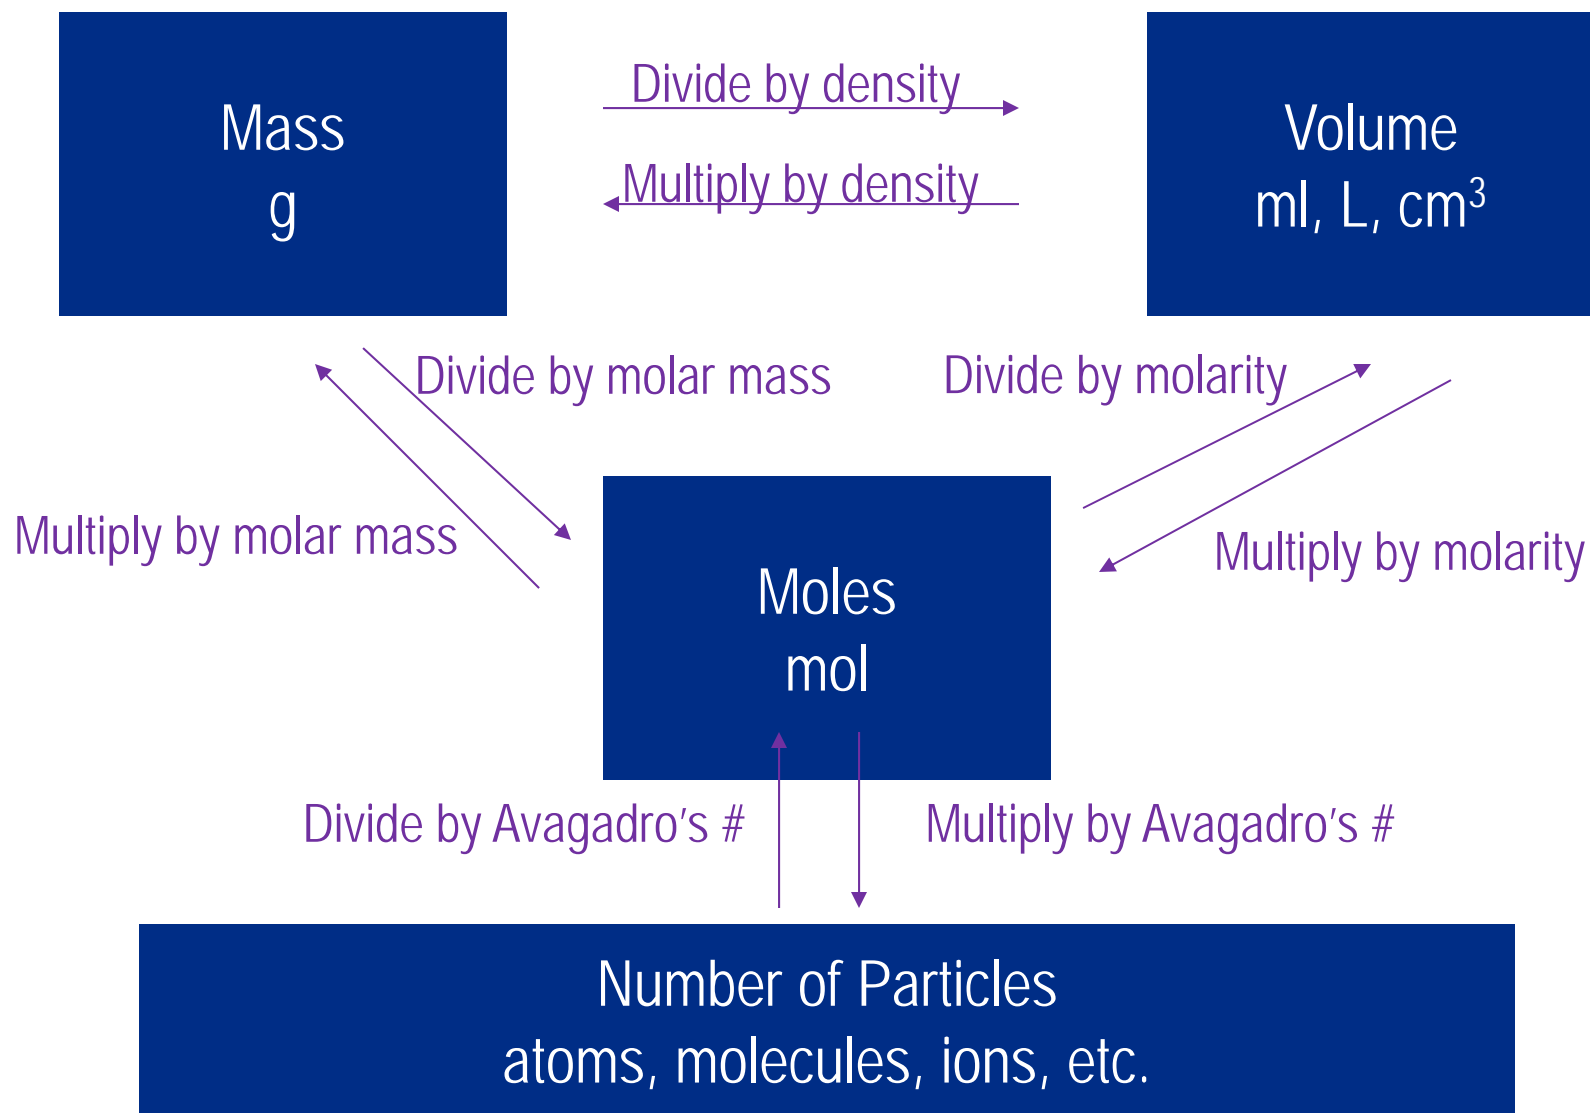 Mass
g
Divide by density
Multiply by density
Volume
ml, L, cm³
Divide by molar mass
Divide by molarity
Multiply by molar mass
Multiply by molarity
Moles
mol
Divide by Avagadro’s #
Multiply by Avagadro’s #
Number of Particles
atoms, molecules, ions, etc.